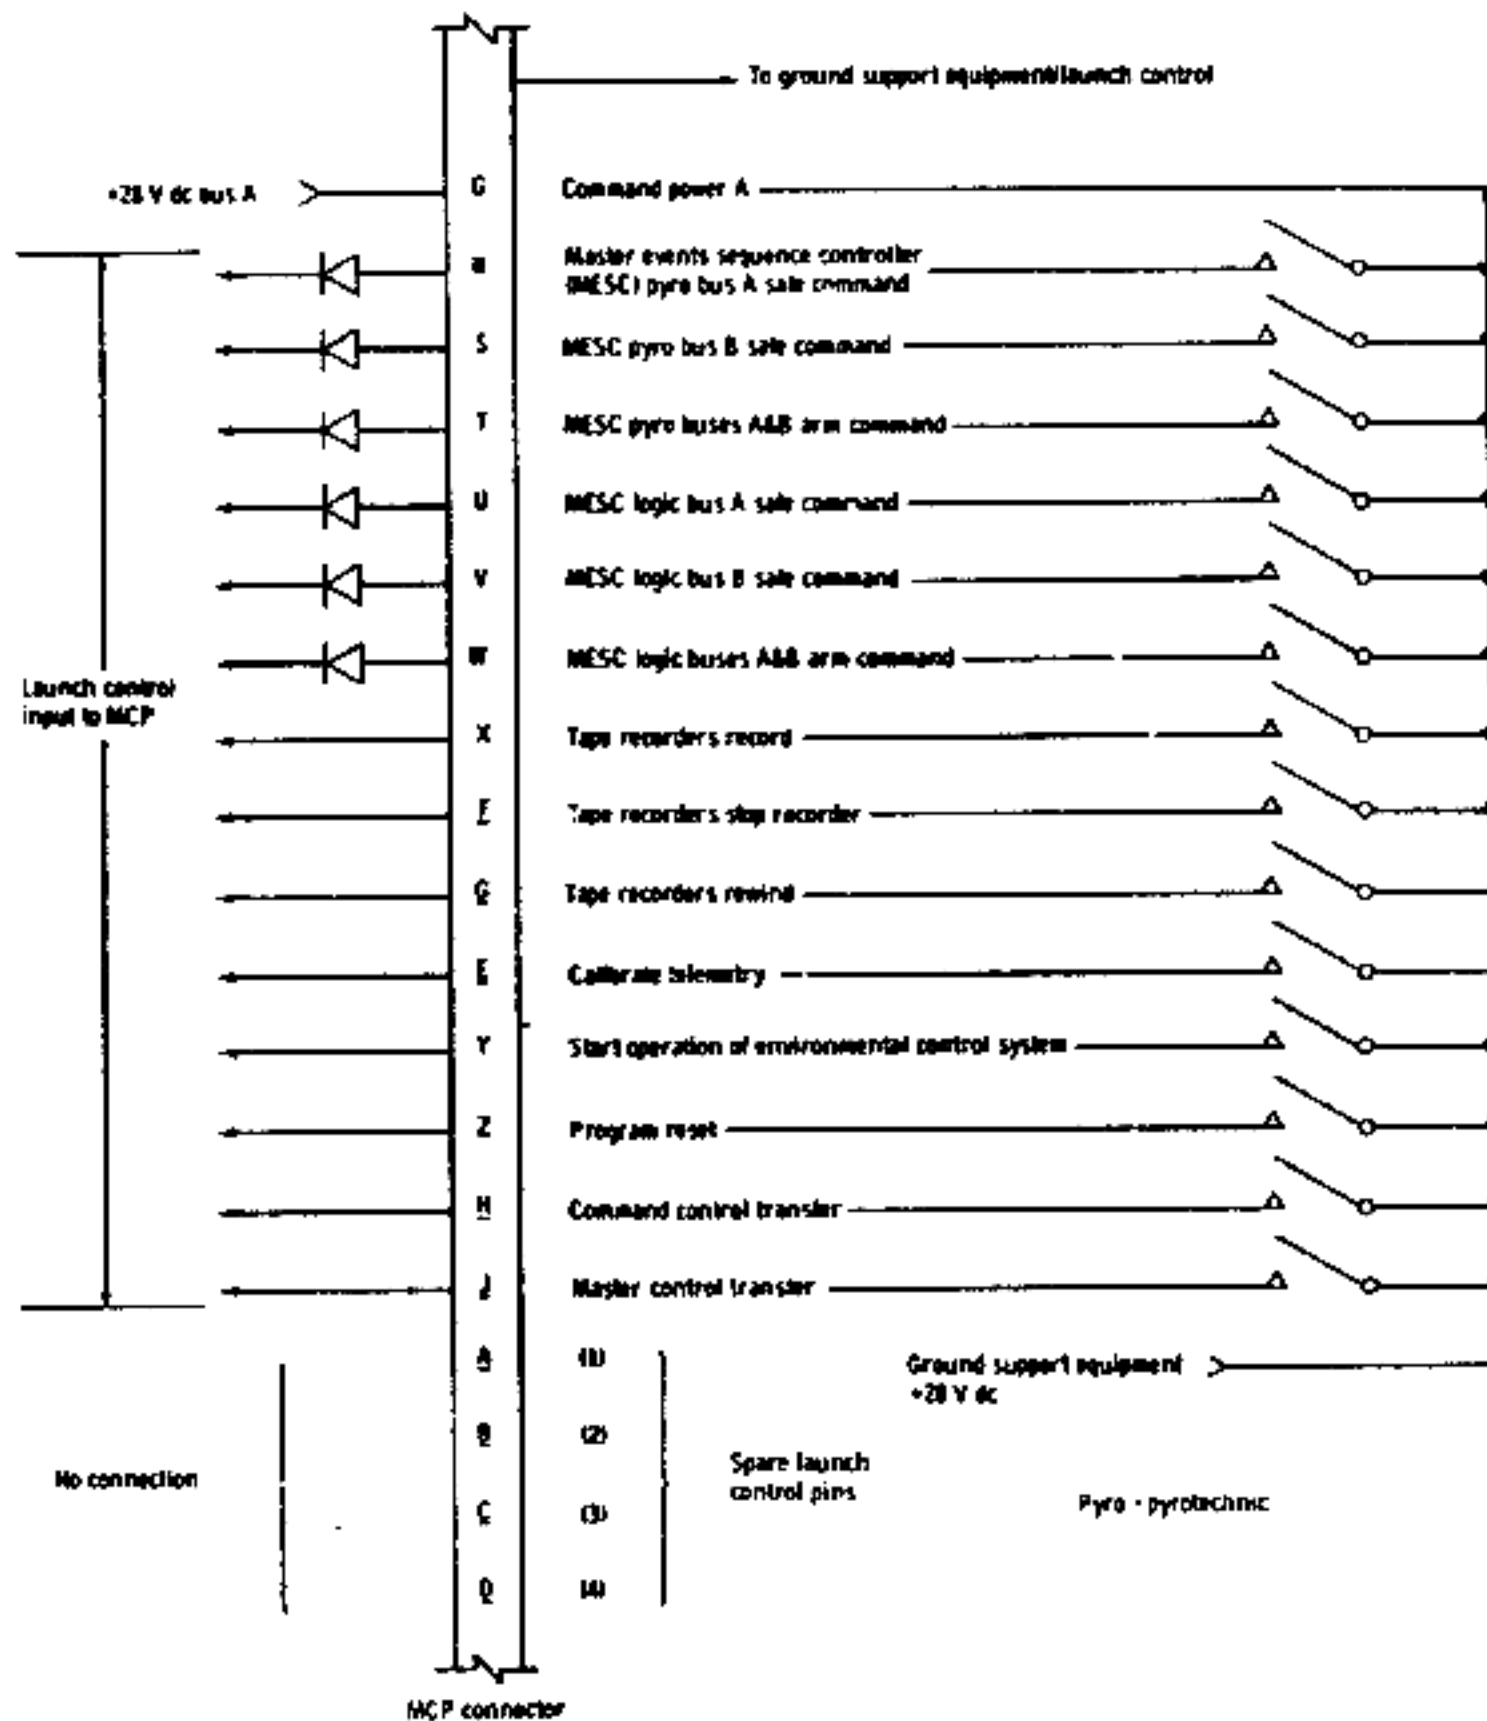 To ground support equipment/launch control
+28 V dc bus A
G
Command power A
R
Master events sequence controller
(MESC) pyro bus A safe command
S
MESC pyro bus B safe command
T
MESC pyro buses A&B arm command
U
MESC logic bus A safe command
V
MESC logic bus B safe command
W
MESC logic buses A&B arm command
Launch control
input to MCP
X
Tape recorders record
F
Tape recorders stop recorder
G
Tape recorders rewind
E
Calibrate telemetry
Y
Start operation of environmental control system
Z
Program reset
H
Command control transfer
J
Master control transfer
A
(1)
Ground support equipment
+28 V dc
B
(2)
No connection
Spare launch
control pins
Pyro - pyrotechnic
C
(3)
D
(4)
MCP connector